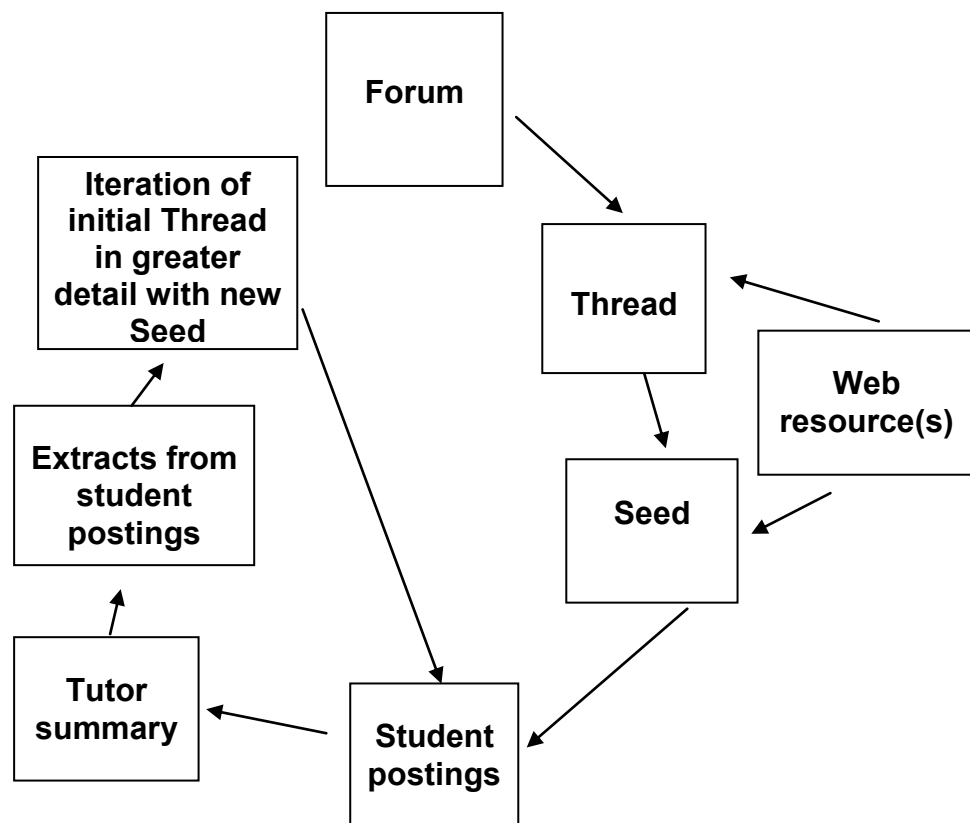 Forum
Iteration of
initial Thread
in greater
detail with new
Seed
Thread
Web
resource(s)
Extracts from
student
postings
Seed
Tutor
summary
Student
postings